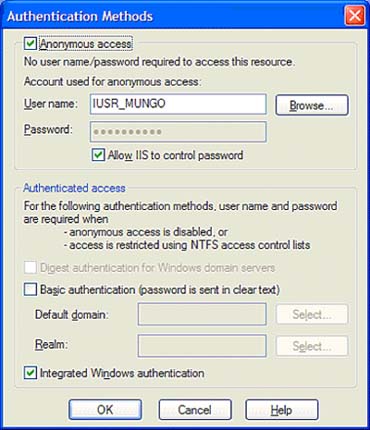 Authentication Methods
Anonymous access
No user name/password required to access this resource.
Account used for anonymous access:
User name: IUSR_MUNGO Browse...
Password: ●●●●●●●●●●
Allow IIS to control password
Authenticated access
For the following authentication methods, user name and password
are required when
- anonymous access is disabled, or
- access is restricted using NTFS access control lists
Digest authentication for Windows domain servers
Basic authentication (password is sent in clear text)
Default domain: Select...
Realm: Select...
Integrated Windows authentication
OK Cancel Help